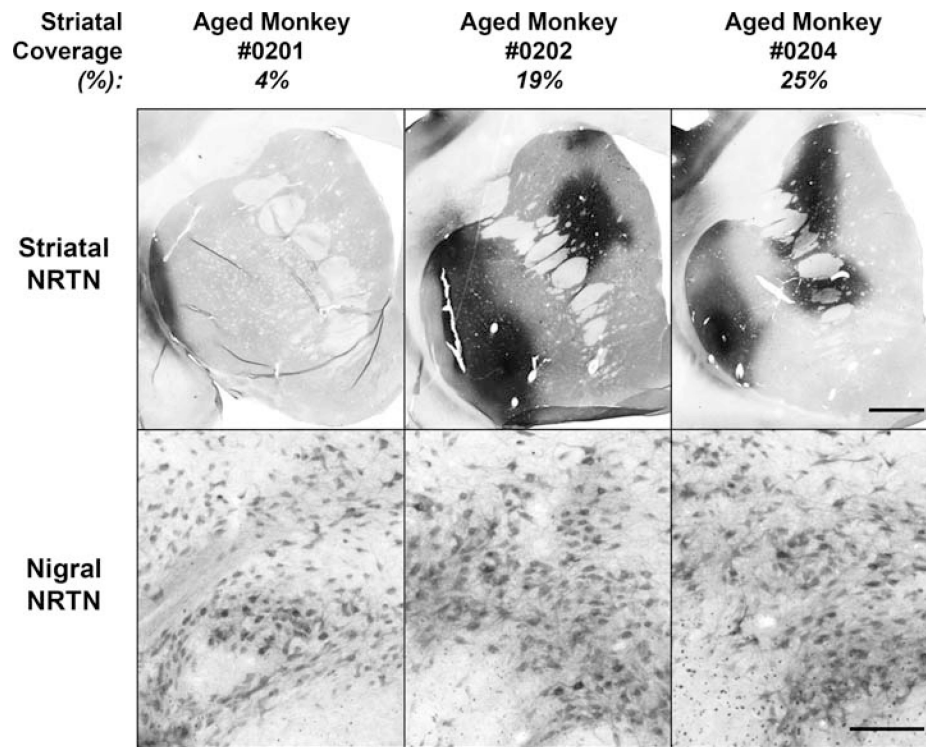 Striatal
Coverage
(%):
Aged Monkey
#0201
4%
Aged Monkey
#0202
19%
Aged Monkey
#0204
25%
Striatal
NRTN
Nigral
NRTN